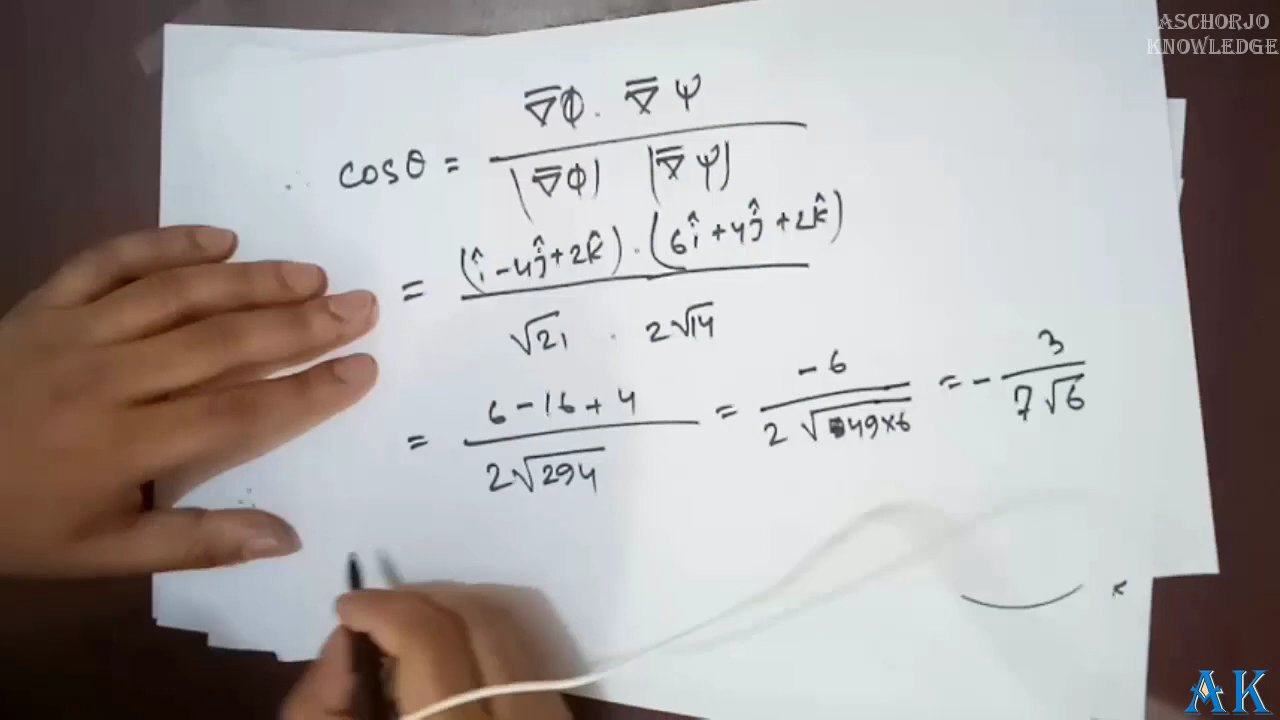 ASCHORJO
KNOWLEDGE
cosθ = ∇̿Φ . ∇̿Ψ / |∇̿Φ| |∇̿Ψ|
= (î - 4ĵ + 2k̂) . (6î + 4ĵ + 2k̂) / √21 . 2√14
= 6 - 16 + 4 / 2√294 = -6 / 2√49×6 = - 3 / 7√6
AK